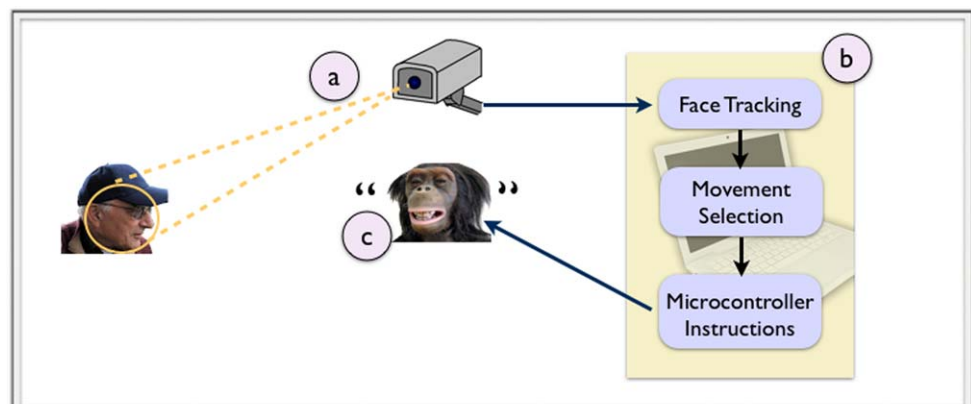 a
b
Face Tracking
“ ”
c
Movement
Selection
Microcontroller
Instructions